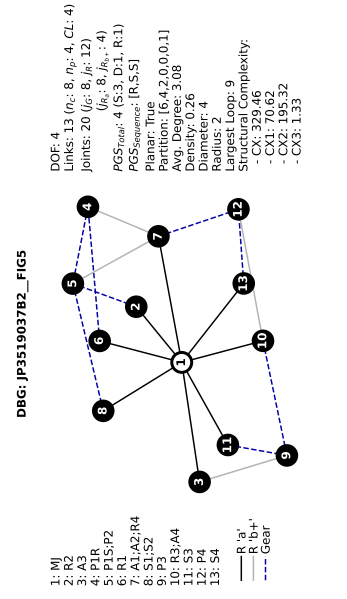 DBG: JP3519037B2__FIG5
DOF: 4
Links: 13 (nc: 8, np: 4, CL: 4)
Joints: 20 (jG: 8, jR: 12)
(jRa: 8, jRb+: 4)
PGSTotal: 4 (S:3, D:1, R:1)
PGSSequence: [R,S,S]
Planar: True
Partition: [6,4,2,0,0,0,1]
Avg. Degree: 3.08
Density: 0.26
Diameter: 4
Radius: 2
Largest Loop: 9
Structural Complexity:
- CX: 329.46
- CX1: 70.62
- CX2: 195.32
- CX3: 1.33
4
5
7
12
2
13
6
1
10
8
11
3
9
1: MJ
2: R2
3: A3
4: P1R
5: P1S;P2
6: R1
7: A1;A2;R4
8: S1;S2
9: P3
10: R3;A4
11: S3
12: P4
13: S4
R 'a'
R 'b+'
Gear